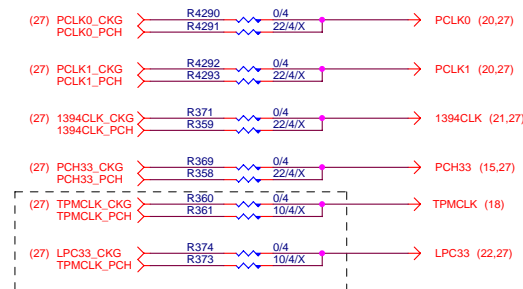 (27) PCLK0_CKG R4290 0/4 PCLK0 (20,27)
PCLK0_PCH R4291 22/4/X
(27) PCLK1_CKG R4292 0/4 PCLK1 (20,27)
PCLK1_PCH R4293 22/4/X
(27) 1394CLK_CKG R371 0/4 1394CLK (21,27)
1394CLK_PCH R359 22/4/X
(27) PCH33_CKG R369 0/4 PCH33 (15,27)
PCH33_PCH R358 22/4/X
(27) TPMCLK_CKG R360 0/4 TPMCLK (18)
TPMCLK_PCH R361 10/4/X
(27) LPC33_CKG R374 0/4 LPC33 (22,27)
TPMCLK_PCH R373 10/4/X